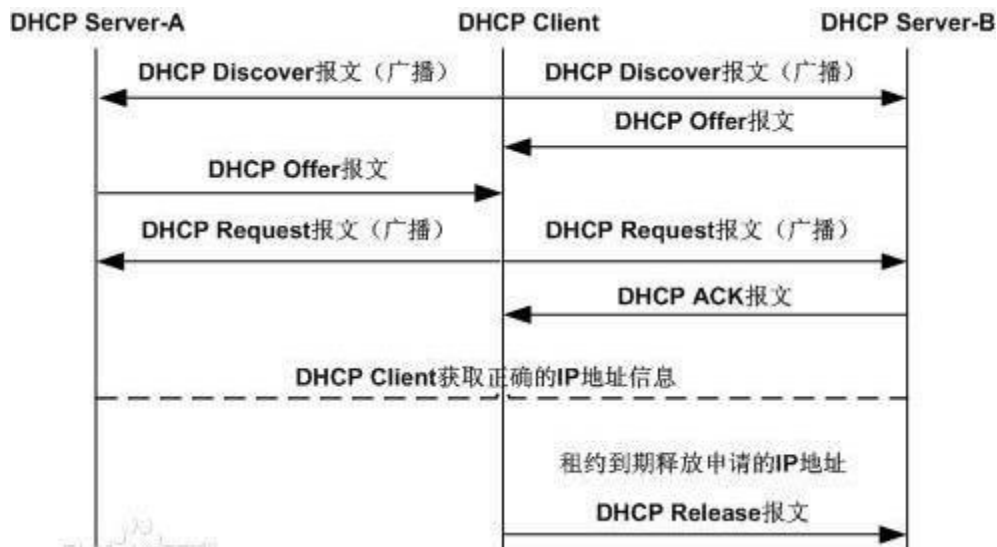 DHCP Server-A DHCP Client DHCP Server-B
DHCP Discover报文（广播） DHCP Discover报文（广播）
DHCP Offer报文
DHCP Offer报文
DHCP Request报文（广播） DHCP Request报文（广播）
DHCP ACK报文
DHCP Client获取正确的IP地址信息
租约到期释放申请的IP地址
DHCP Release报文